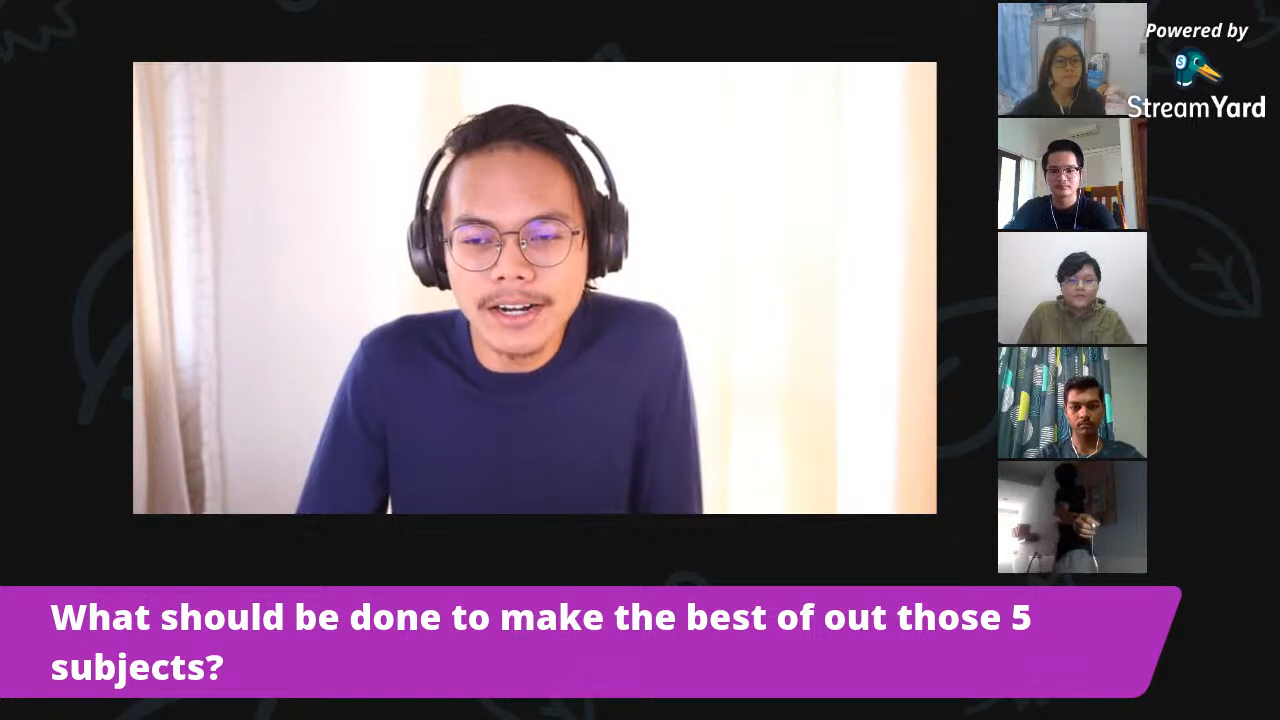 Powered by
StreamYard
What should be done to make the best of out those 5
subjects?